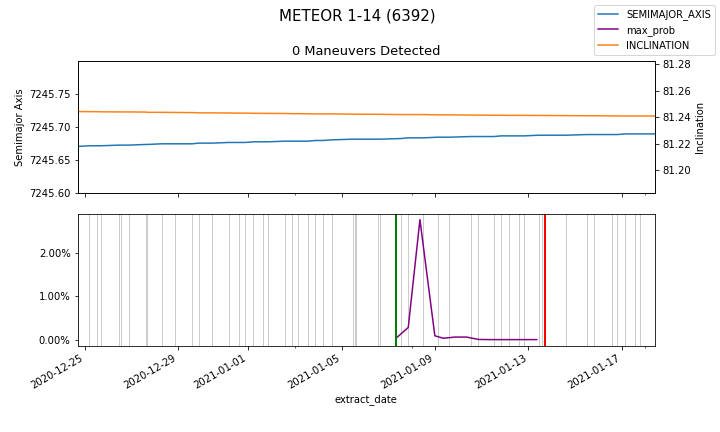 METEOR 1-14 (6392)
SEMIMAJOR_AXIS
max_prob
INCLINATION
0 Maneuvers Detected
7245.75
7245.70
7245.65
7245.60
Semimajor Axis
81.28
81.26
81.24
81.22
81.20
Inclination
2.00%
1.00%
0.00%
2020-12-25
2020-12-29
2021-01-01
2021-01-05
2021-01-09
2021-01-13
2021-01-17
extract_date